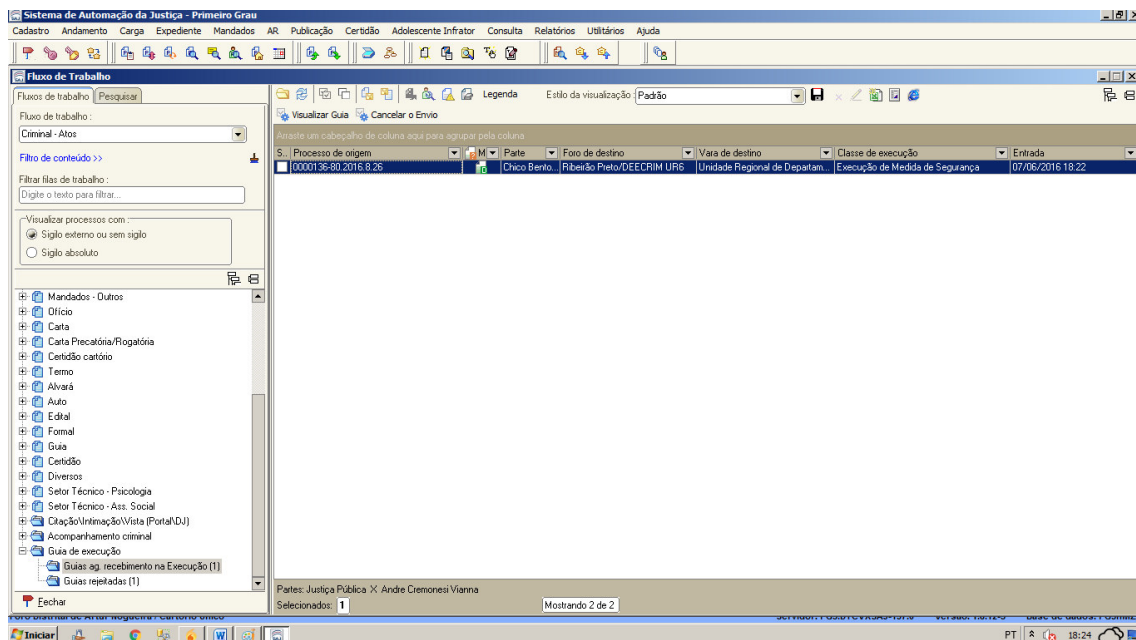 Sistema de Automação da Justiça - Primeiro Grau
Cadastro Andamento Carga Expediente Mandados AR Publicação Certidão Adolescente Infrator Consulta Relatórios Utilitários Ajuda
Fluxo de Trabalho
Fluxos de trabalho Pesquisar
Legenda Estilo da visualização: Padrão
Visualizar Guia Cancelar o Envio
Fluxo de trabalho :
Criminal - Atos
Filtro de conteúdo >>
Filtrar filas de trabalho :
Digite o texto para filtrar...
Visualizar processos com :
Sigilo externo ou sem sigilo
Sigilo absoluto
Arraste um cabeçalho de coluna aqui para agrupar pela coluna
S.. Processo de origem M Parte Foro de destino Vara de destino Classe de execução Entrada
0000136-80.2016.8.26 Chico Bento... Ribeirão Preto/DEECRIM UR6 Unidade Regional de Departam... Execução de Medida de Segurança 07/06/2016 18:22
Mandados - Outros
Ofício
Carta
Carta Precatória/Rogatória
Certidão cartório
Termo
Alvará
Auto
Edital
Formal
Guia
Certidão
Diversos
Setor Técnico - Psicologia
Setor Técnico - Ass. Social
Citação\Intimação\Vista (Portal\DJ)
Acompanhamento criminal
Guia de execução
Guias ag. recebimento na Execução (1)
Guias rejeitadas (1)
Fechar
Partes: Justiça Pública X Andre Cremonesi Vianna
Selecionados: 1 Mostrando 2 de 2
Iniciar
PT 18:24